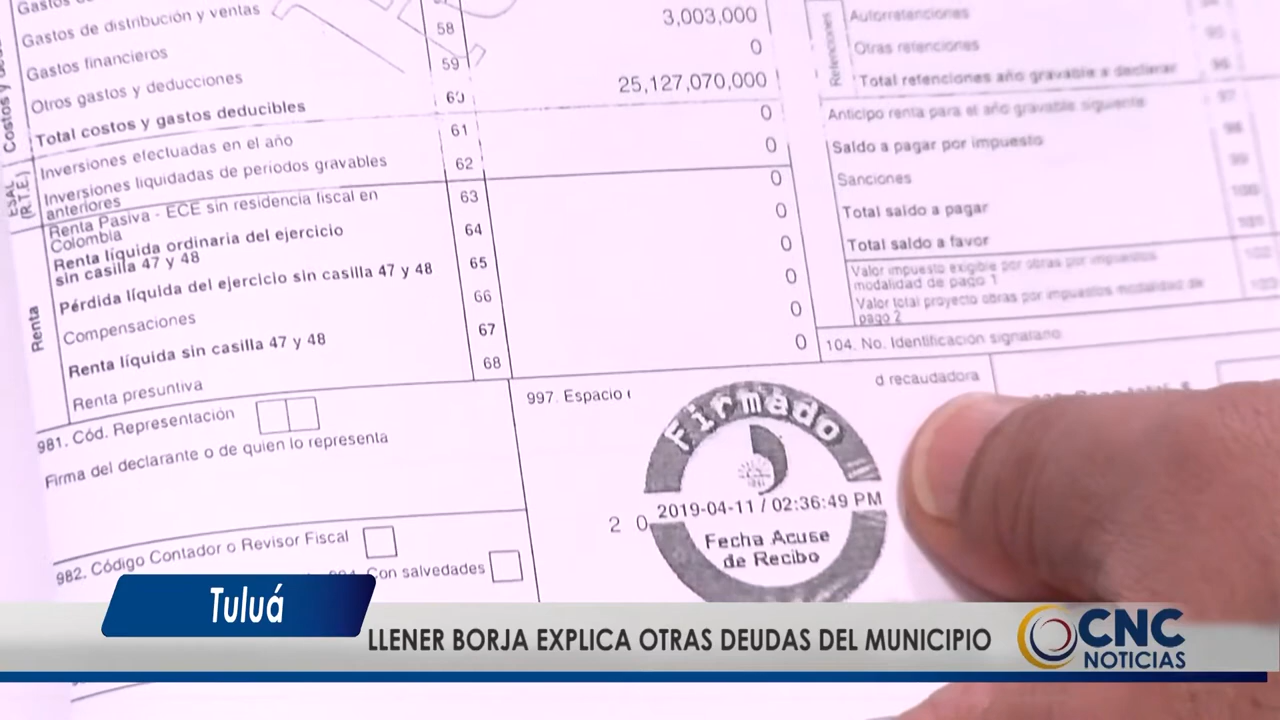 Gastos de
Gastos de distribución y ventas
Gastos financieros
Otros gastos y deducciones
Total costos y gastos deducibles
Inversiones efectuadas en el año
Inversiones liquidadas de periodos gravables
anteriores
Renta Pasiva - ECE sin residencia fiscal en
Colombia
Renta líquida ordinaria del ejercicio
sin casilla 47 y 48
Pérdida líquida del ejercicio sin casilla 47 y 48
Compensaciones
Renta líquida sin casilla 47 y 48
Renta presuntiva
Costos y
ESAL
(R.T.E.)
Renta
58
59
60
61
62
63
64
65
66
67
68
3,003,000
0
25,127,070,000
0
0
0
0
0
0
0
0
Retenciones
Autorretenciones
Otras retenciones
Total retenciones año gravable a declarar
Anticipo renta para el año gravable siguiente
Saldo a pagar por impuesto
Sanciones
Total saldo a pagar
Total saldo a favor
Valor impuesto exigible por obras por impuestos
modalidad de pago 1
Valor total proyecto obras por impuestos modalidad de
pago 2
104. No. Identificación signatario
981. Cód. Representación
Firma del declarante o de quien lo representa
982. Código Contador o Revisor Fiscal
Con salvedades
997. Espacio
d recaudadora
Firmado
2 0
2019-04-11 / 02:36:49 PM
Fecha Acuse
de Recibo
Tuluá
LLENER BORJA EXPLICA OTRAS DEUDAS DEL MUNICIPIO
CNC
NOTICIAS